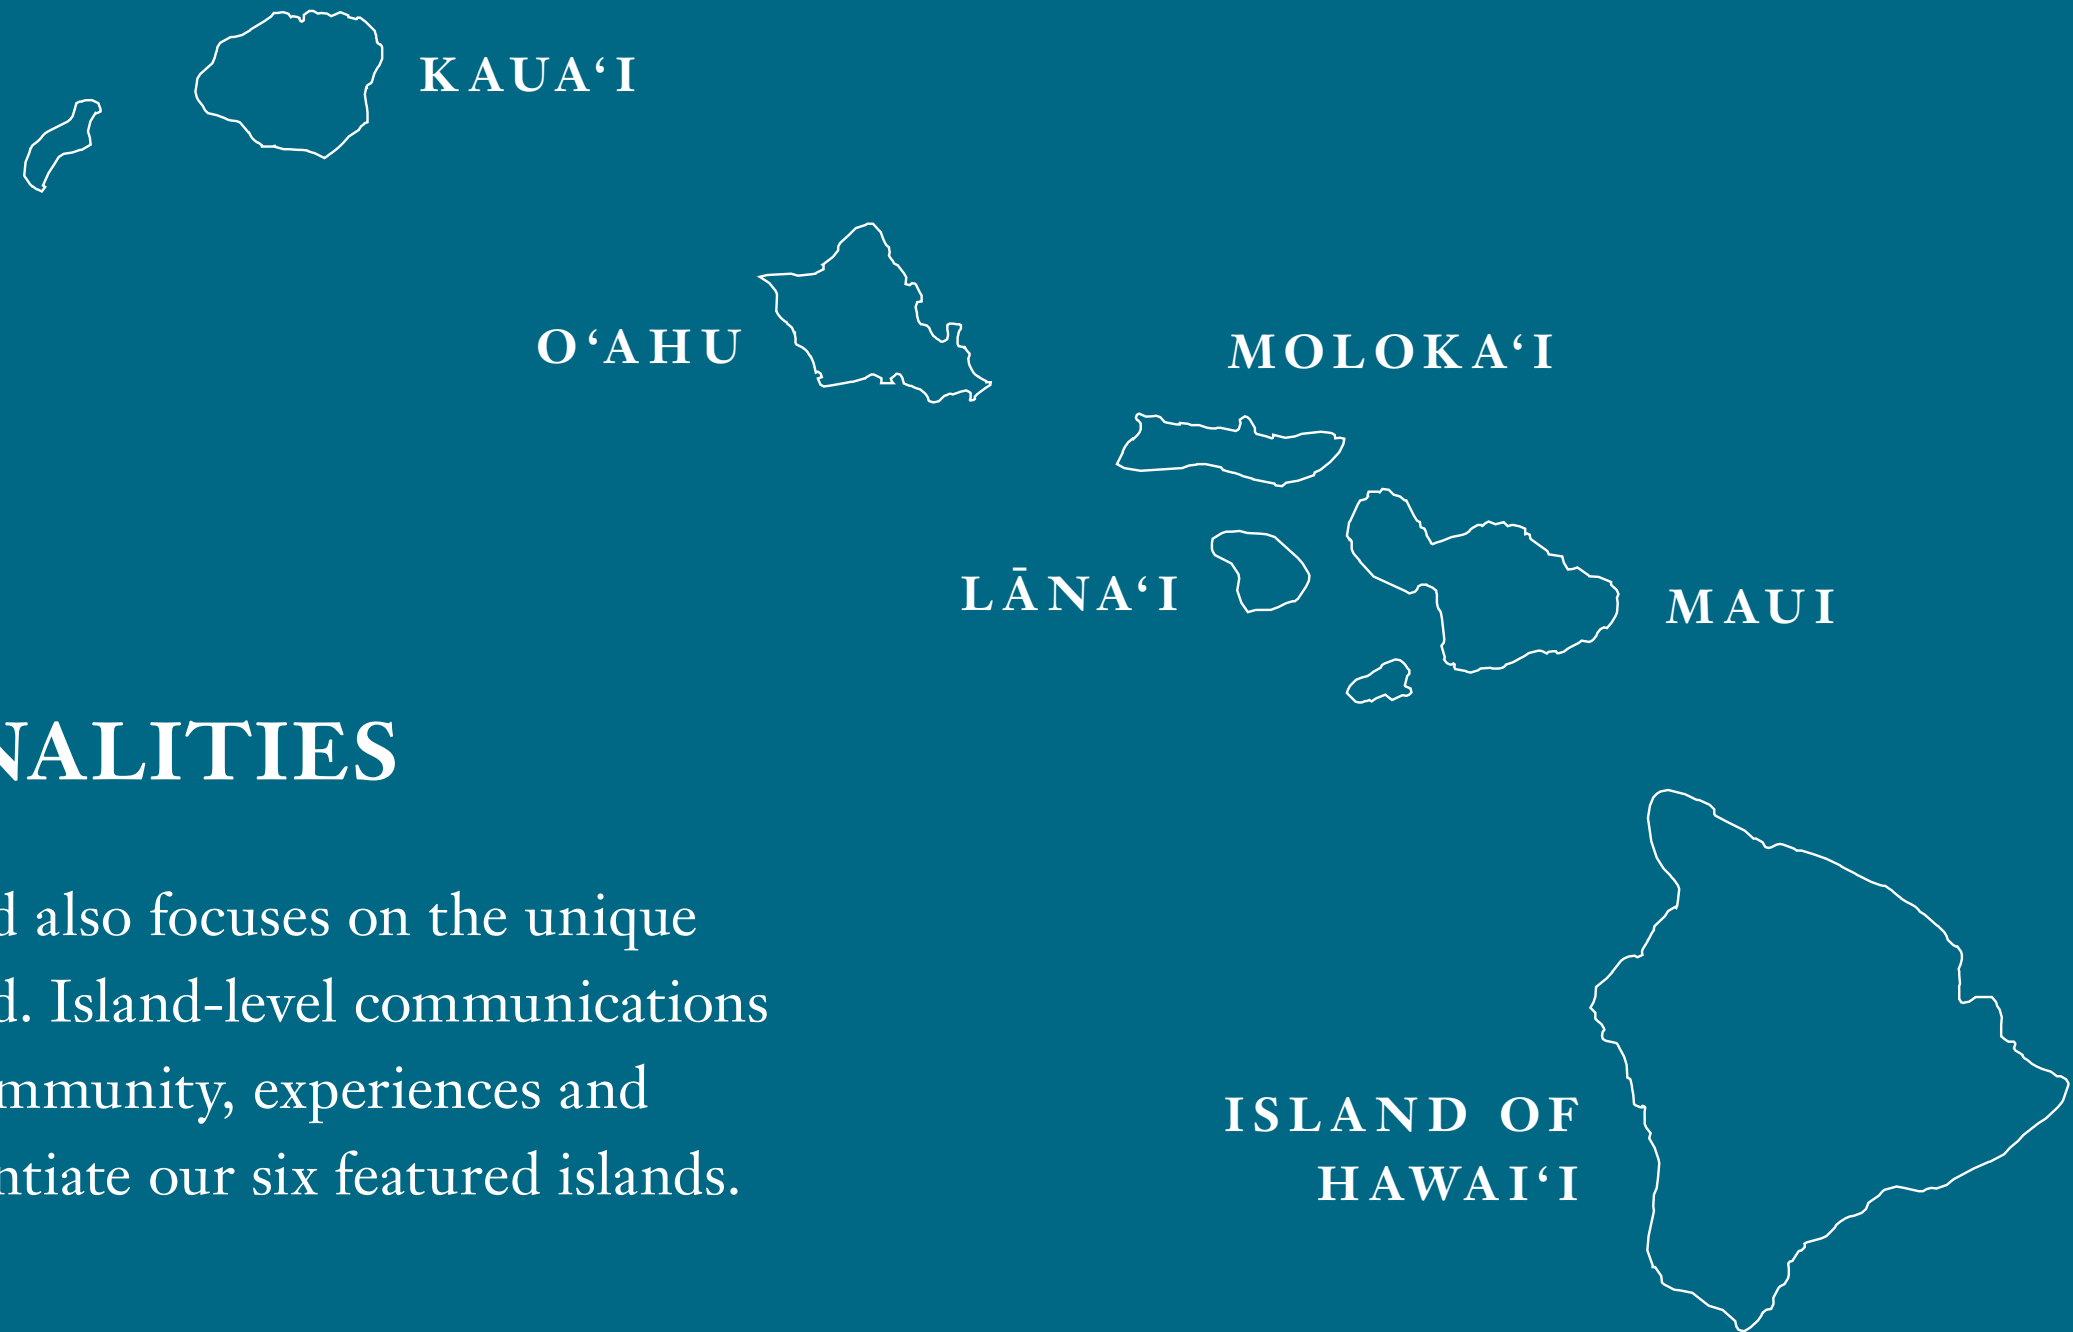 KAUAʻI
OʻAHU
MOLOKAʻI
LĀNAʻI
MAUI
NALITIES
d also focuses on the unique
d. Island-level communications
mmunity, experiences and
ntiate our six featured islands.
ISLAND OF
HAWAIʻI